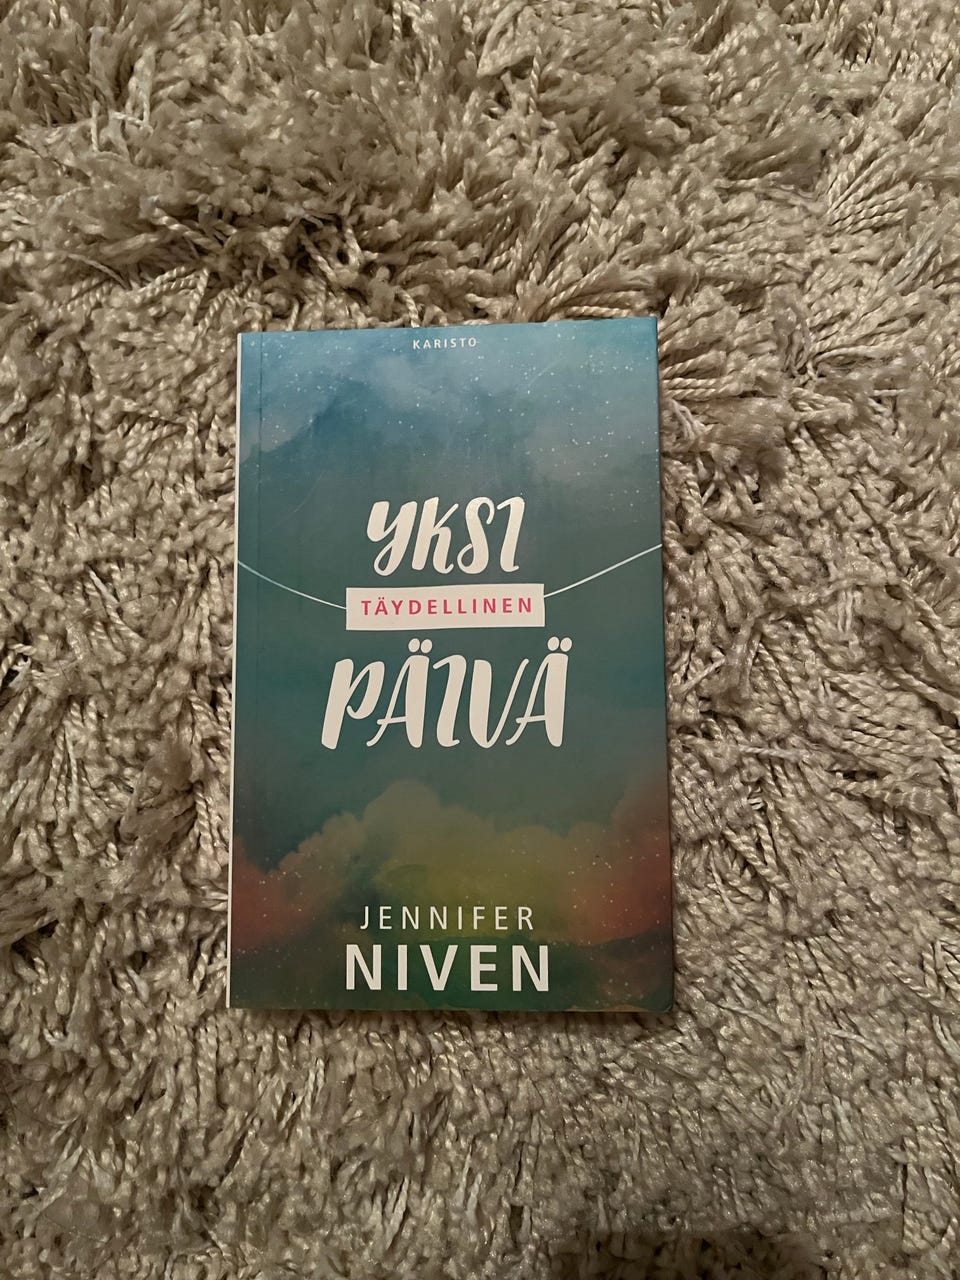 KARISTO
YKSI
TÄYDELLINEN
PÄIVÄ
JENNIFER
NIVEN